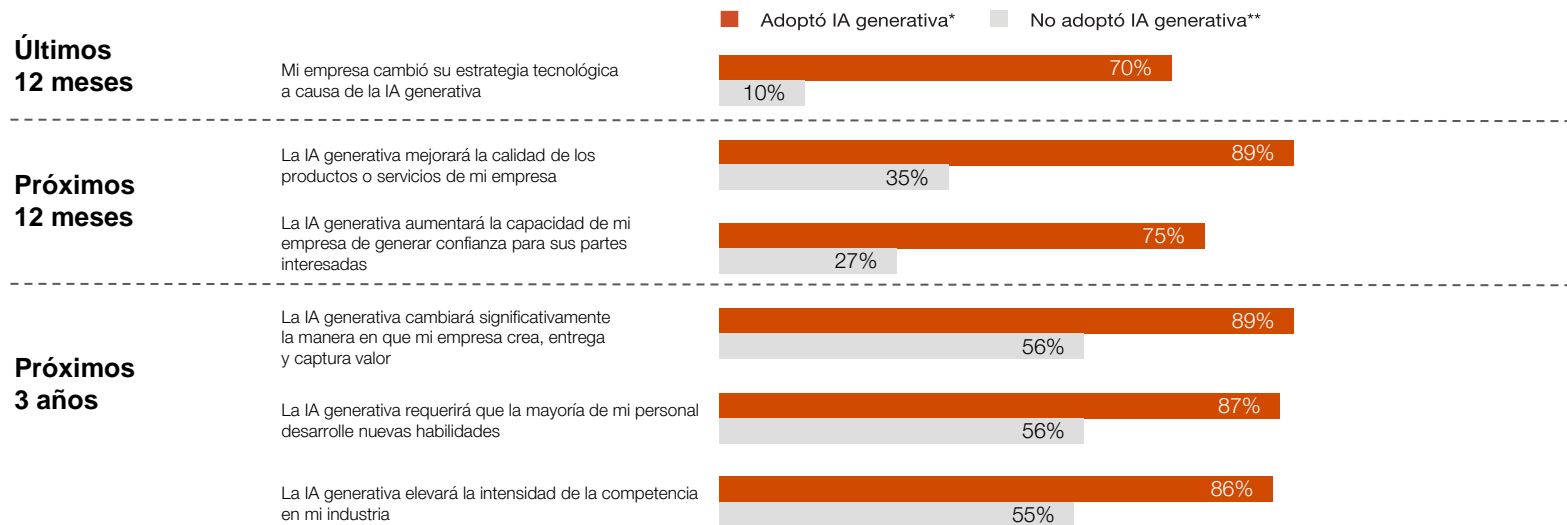 Adoptó IA generativa* No adoptó IA generativa**
Últimos
12 meses
Mi empresa cambió su estrategia tecnológica
a causa de la IA generativa
70%
10%
Próximos
12 meses
La IA generativa mejorará la calidad de los
productos o servicios de mi empresa
89%
35%
La IA generativa aumentará la capacidad de mi
empresa de generar confianza para sus partes
interesadas
75%
27%
Próximos
3 años
La IA generativa cambiará significativamente
la manera en que mi empresa crea, entrega
y captura valor
89%
56%
La IA generativa requerirá que la mayoría de mi personal
desarrolle nuevas habilidades
87%
56%
La IA generativa elevará la intensidad de la competencia
en mi industria
86%
55%